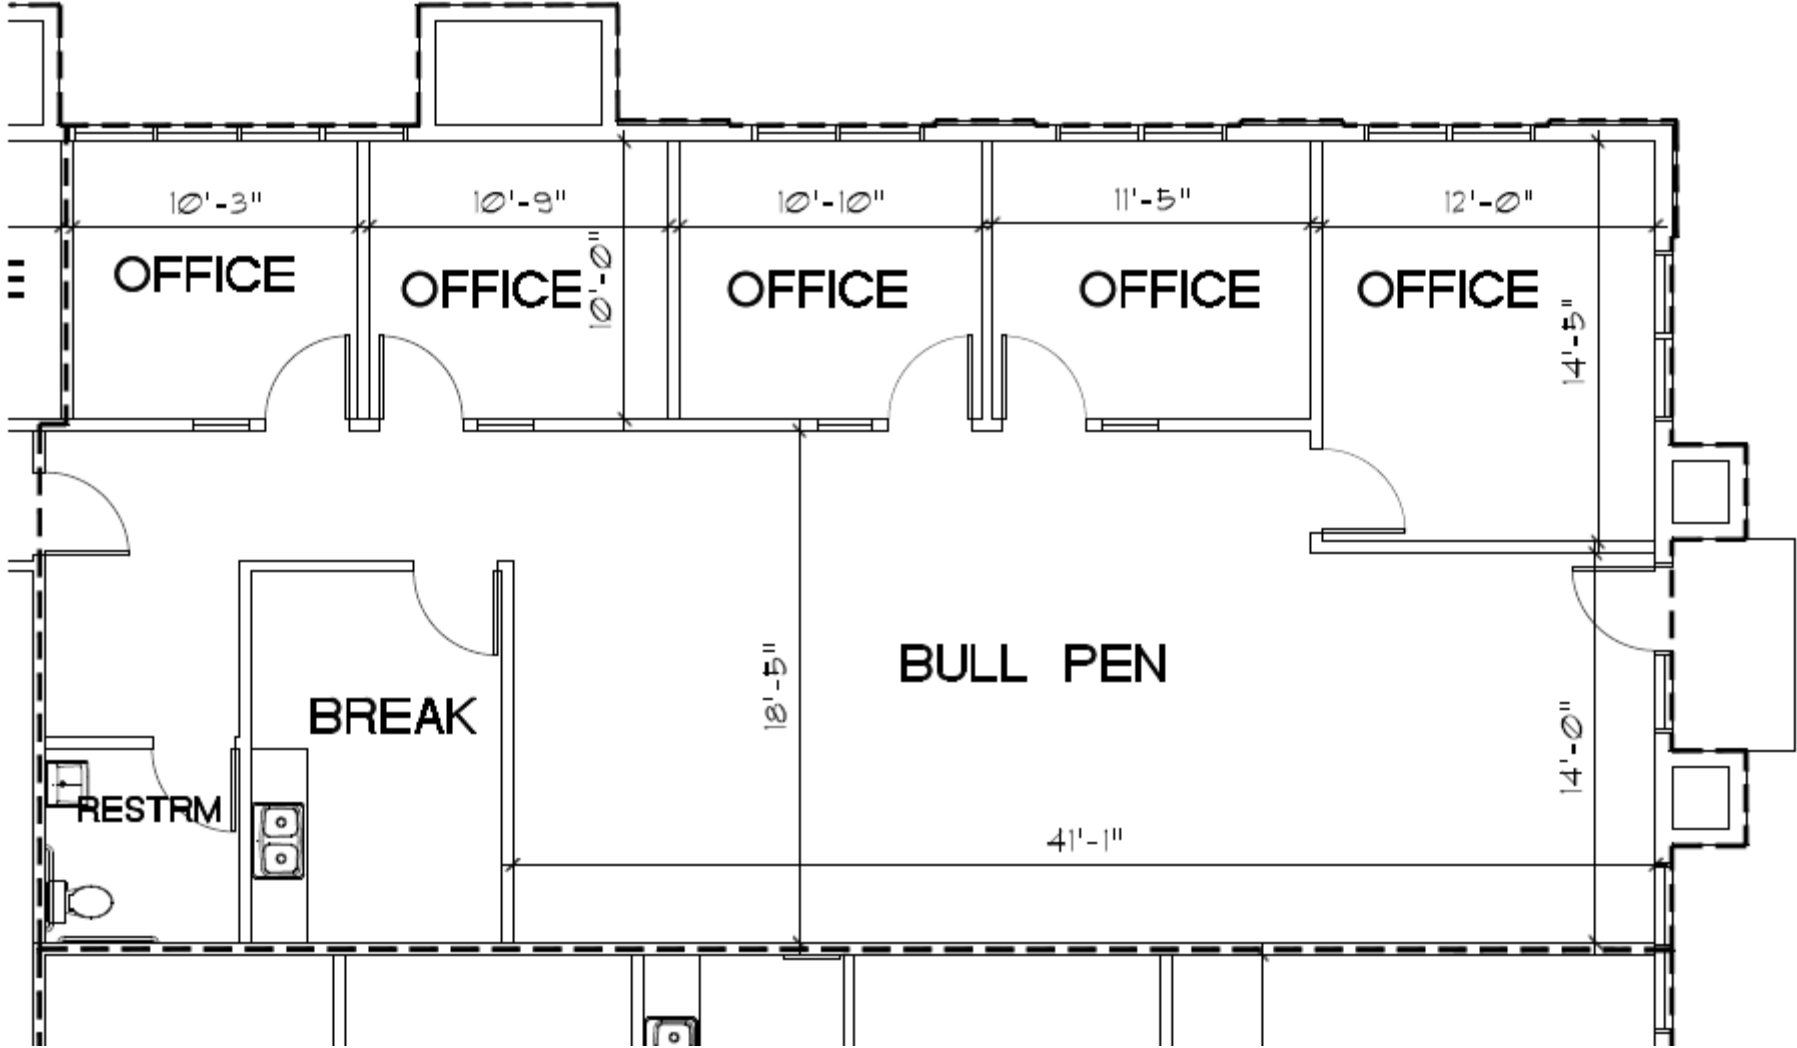 10'-3"
10'-9"
10'-10"
11'-5"
12'-0"
OFFICE
OFFICE
10'-0"
OFFICE
OFFICE
OFFICE
14'-5"
E
BULL PEN
18'-5"
BREAK
14'-0"
RESTRM
41'-1"